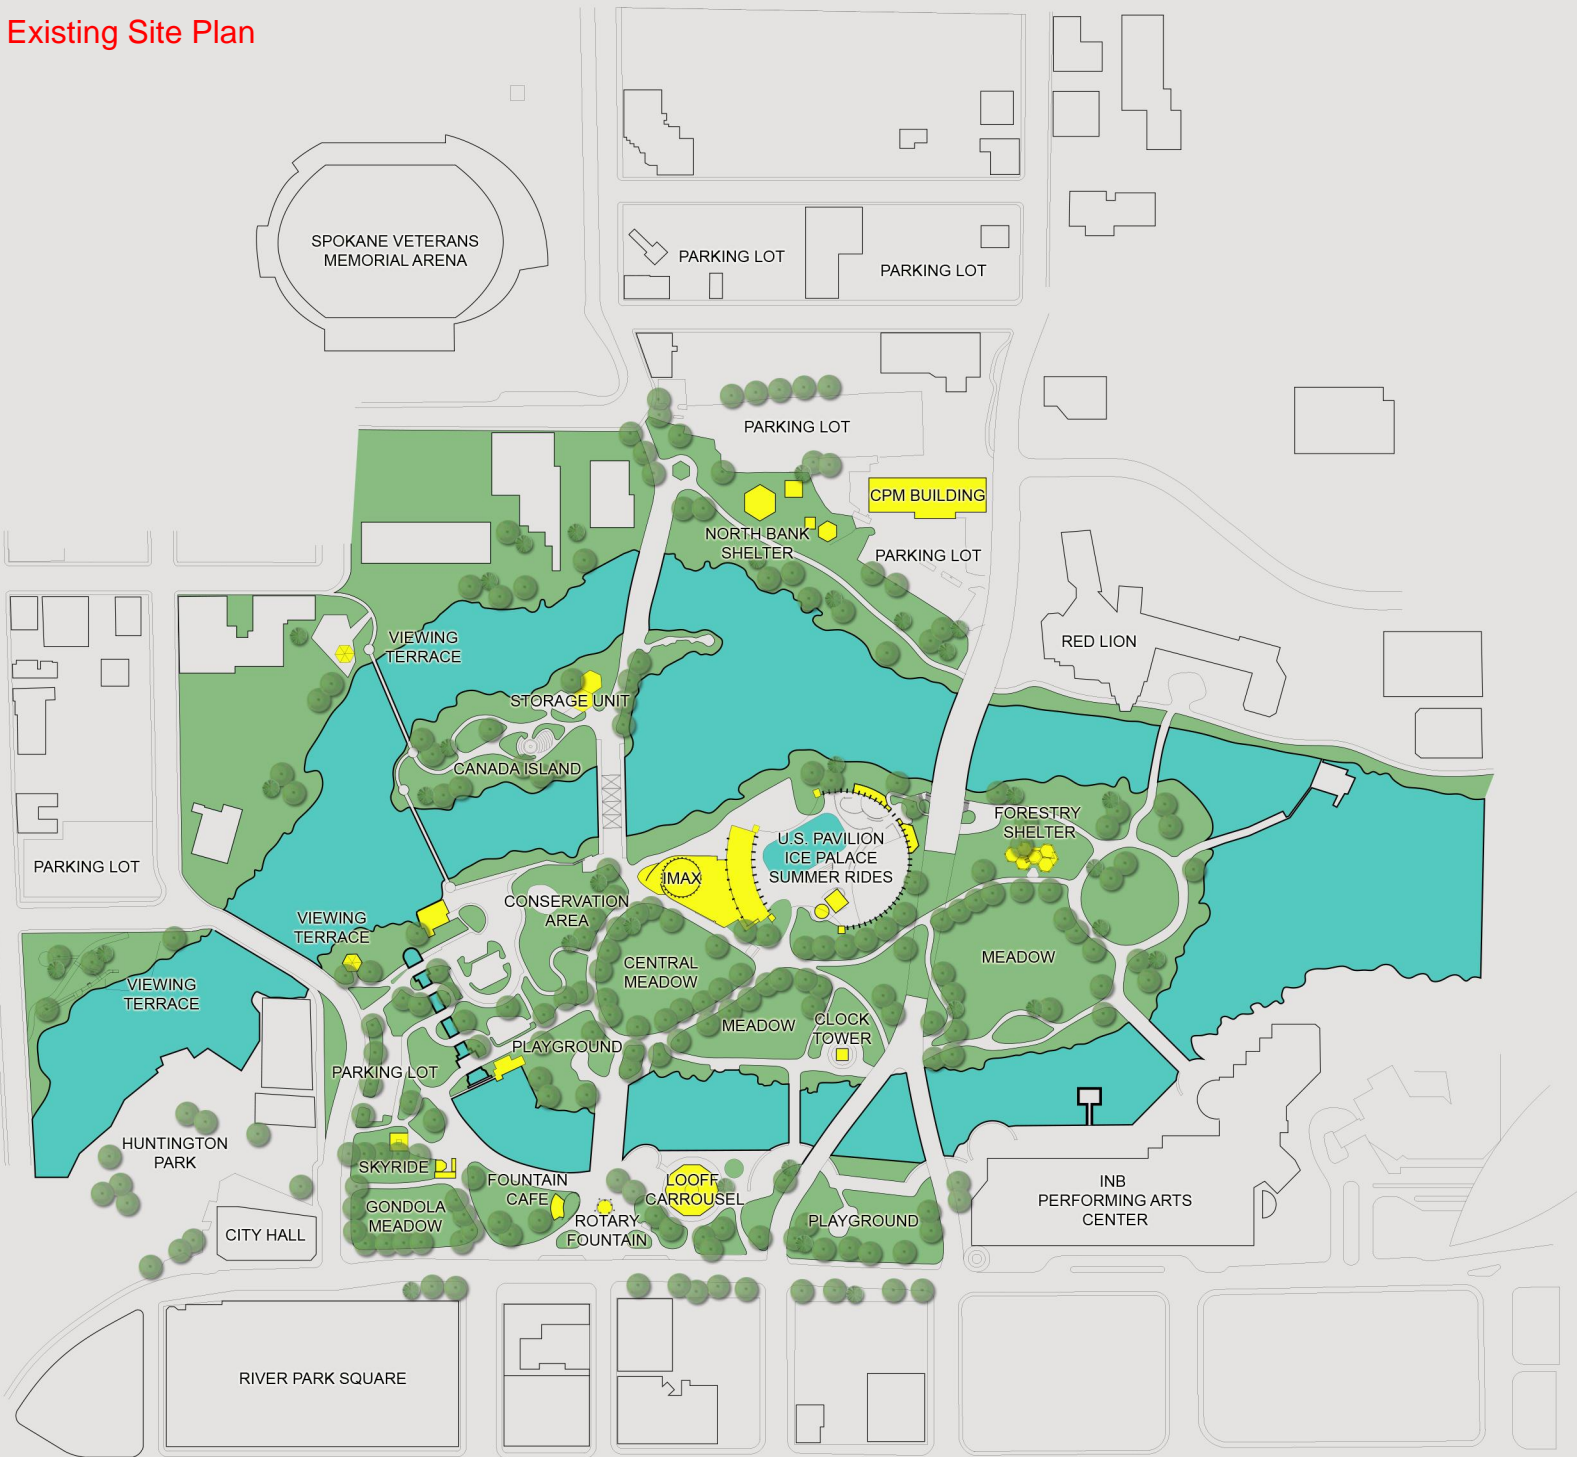 Existing Site Plan
SPOKANE VETERANS
MEMORIAL ARENA
PARKING LOT
PARKING LOT
PARKING LOT
CPM BUILDING
NORTH BANK
SHELTER
PARKING LOT
VIEWING
TERRACE
RED LION
STORAGE UNIT
CANADA ISLAND
FORESTRY
SHELTER
U.S. PAVILION
ICE PALACE
SUMMER RIDES
PARKING LOT
IMAX
CONSERVATION
AREA
VIEWING
TERRACE
CENTRAL
MEADOW
MEADOW
VIEWING
TERRACE
MEADOW
CLOCK
TOWER
PLAYGROUND
PARKING LOT
HUNTINGTON
PARK
SKYRIDE
FOUNTAIN
CAFE
LOOFF
CARROUSEL
INB
PERFORMING ARTS
CENTER
GONDOLA
MEADOW
ROTARY
FOUNTAIN
PLAYGROUND
CITY HALL
RIVER PARK SQUARE